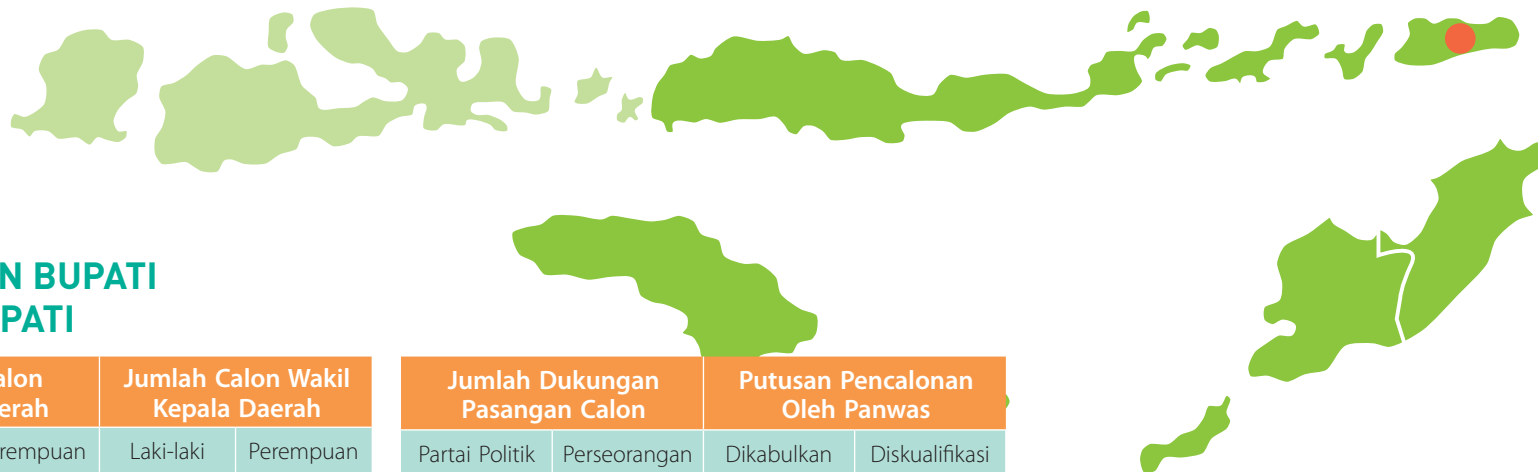 N BUPATI
PATI
alon
erah
Jumlah Calon Wakil
Kepala Daerah
rempuan
Laki-laki
Perempuan
Jumlah Dukungan
Pasangan Calon
Putusan Pencalonan
Oleh Panwas
Partai Politik
Perseorangan
Dikabulkan
Diskualifikasi